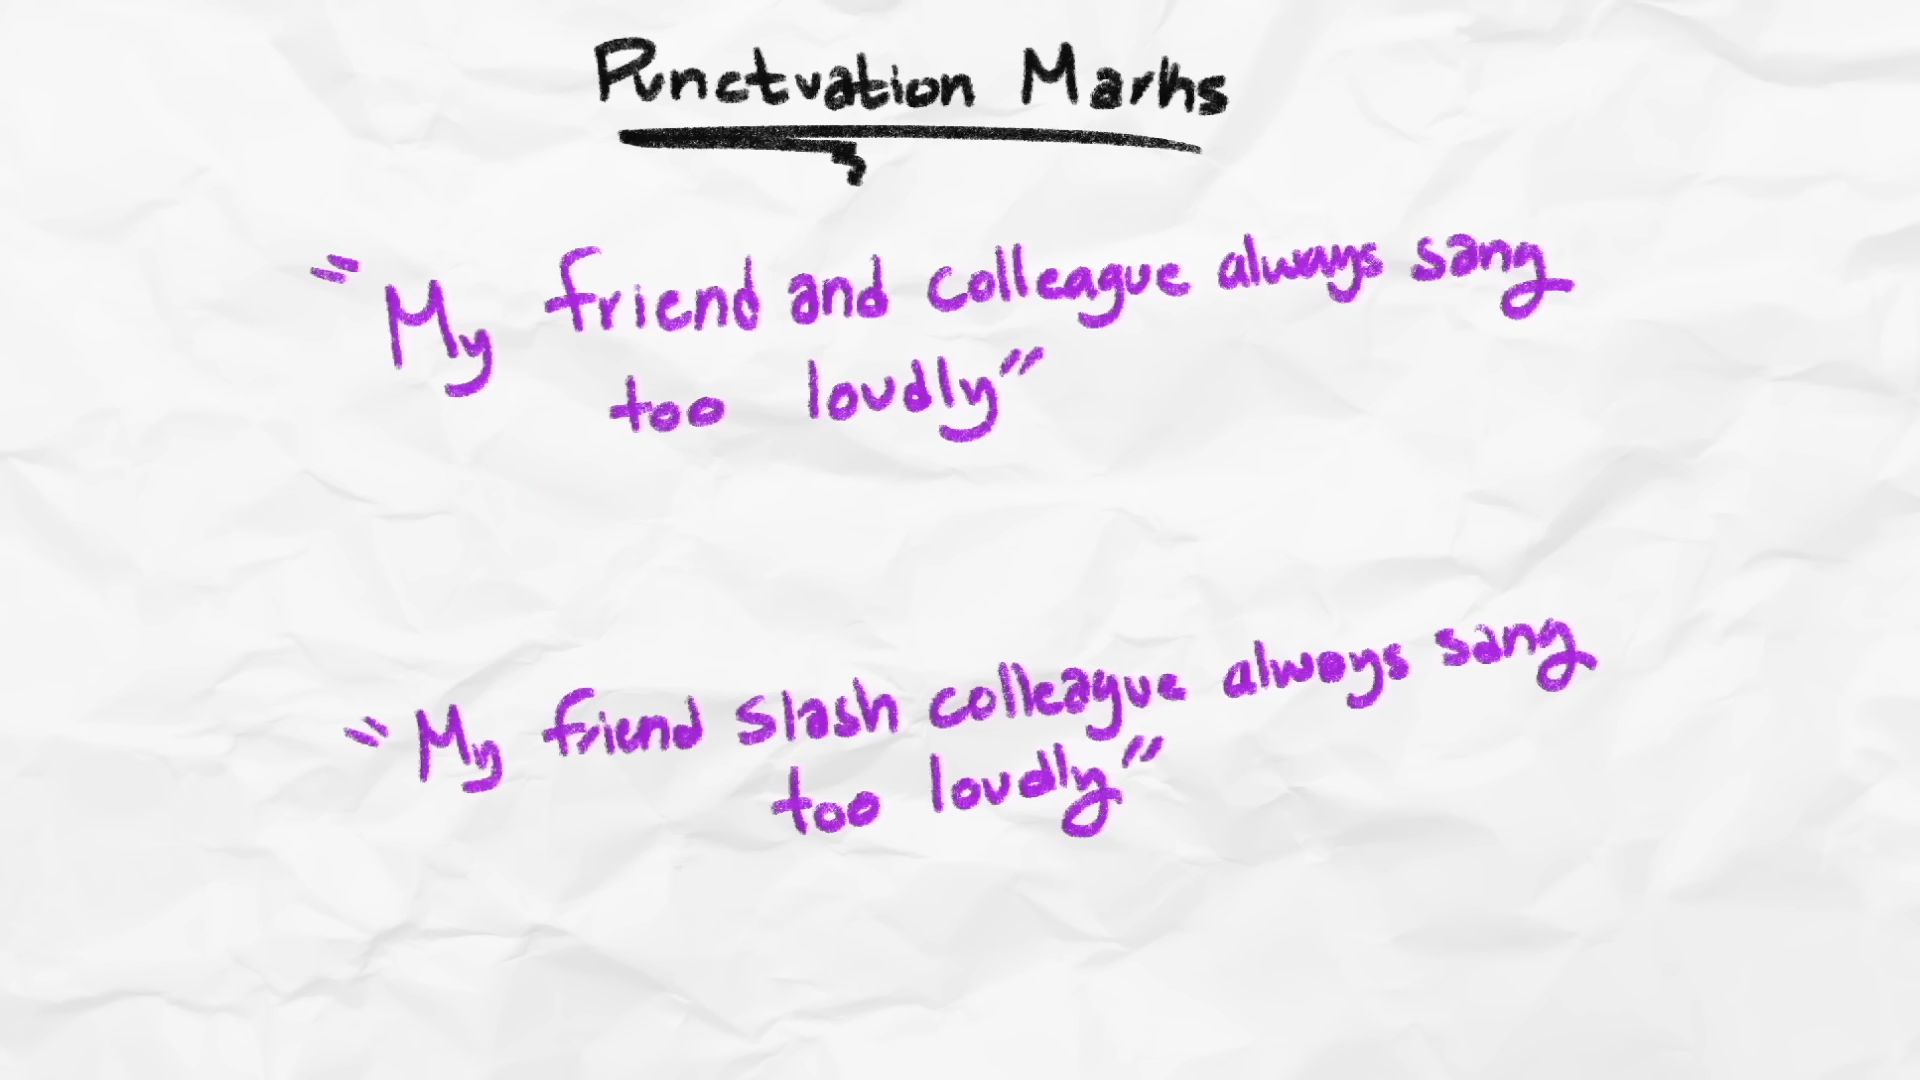 Punctuation Marks
"My friend and colleague always sang
too loudly"
"My friend slash colleague always sang
too loudly"